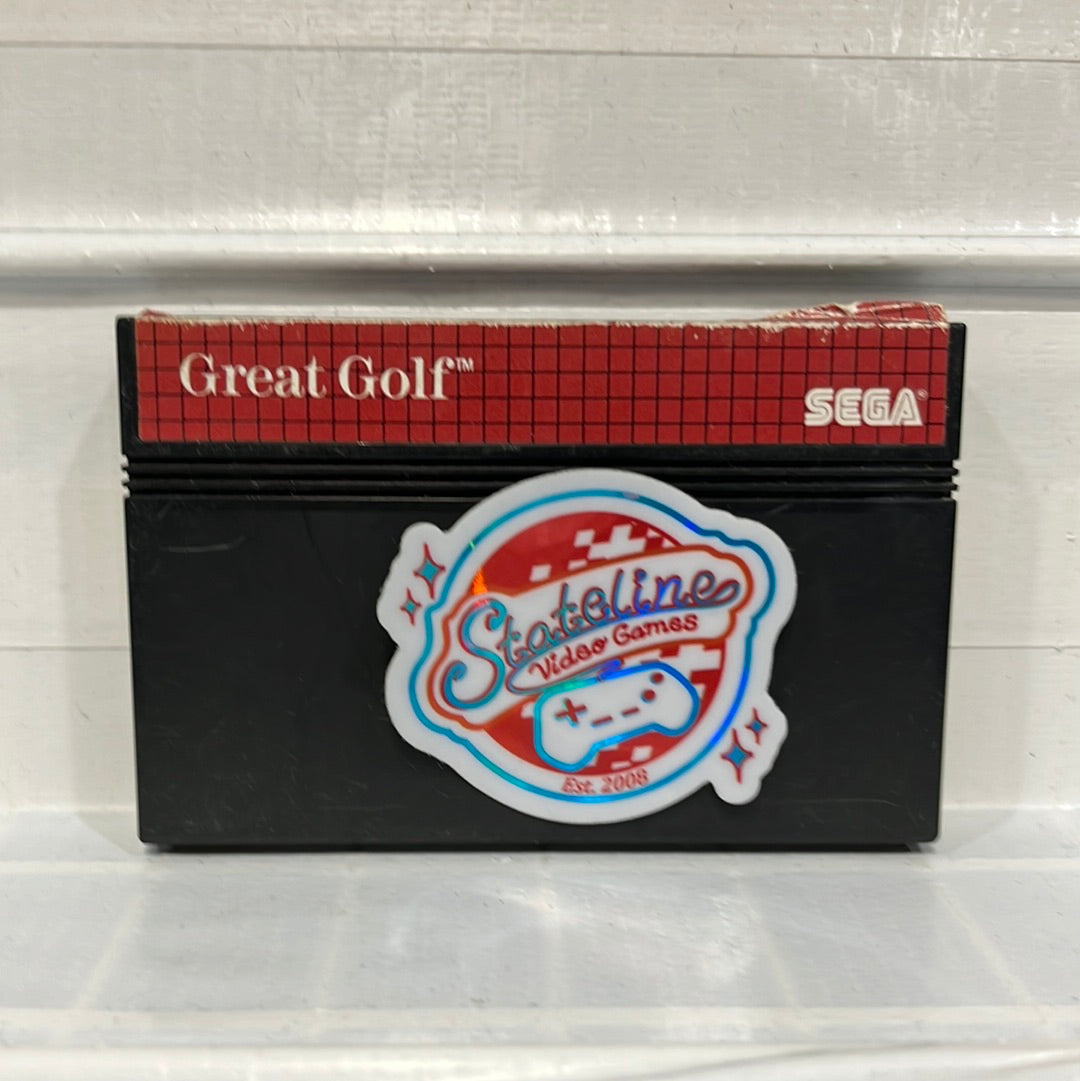 Great Golf™
SEGA®
Stateline
Video Games
Est. 2008